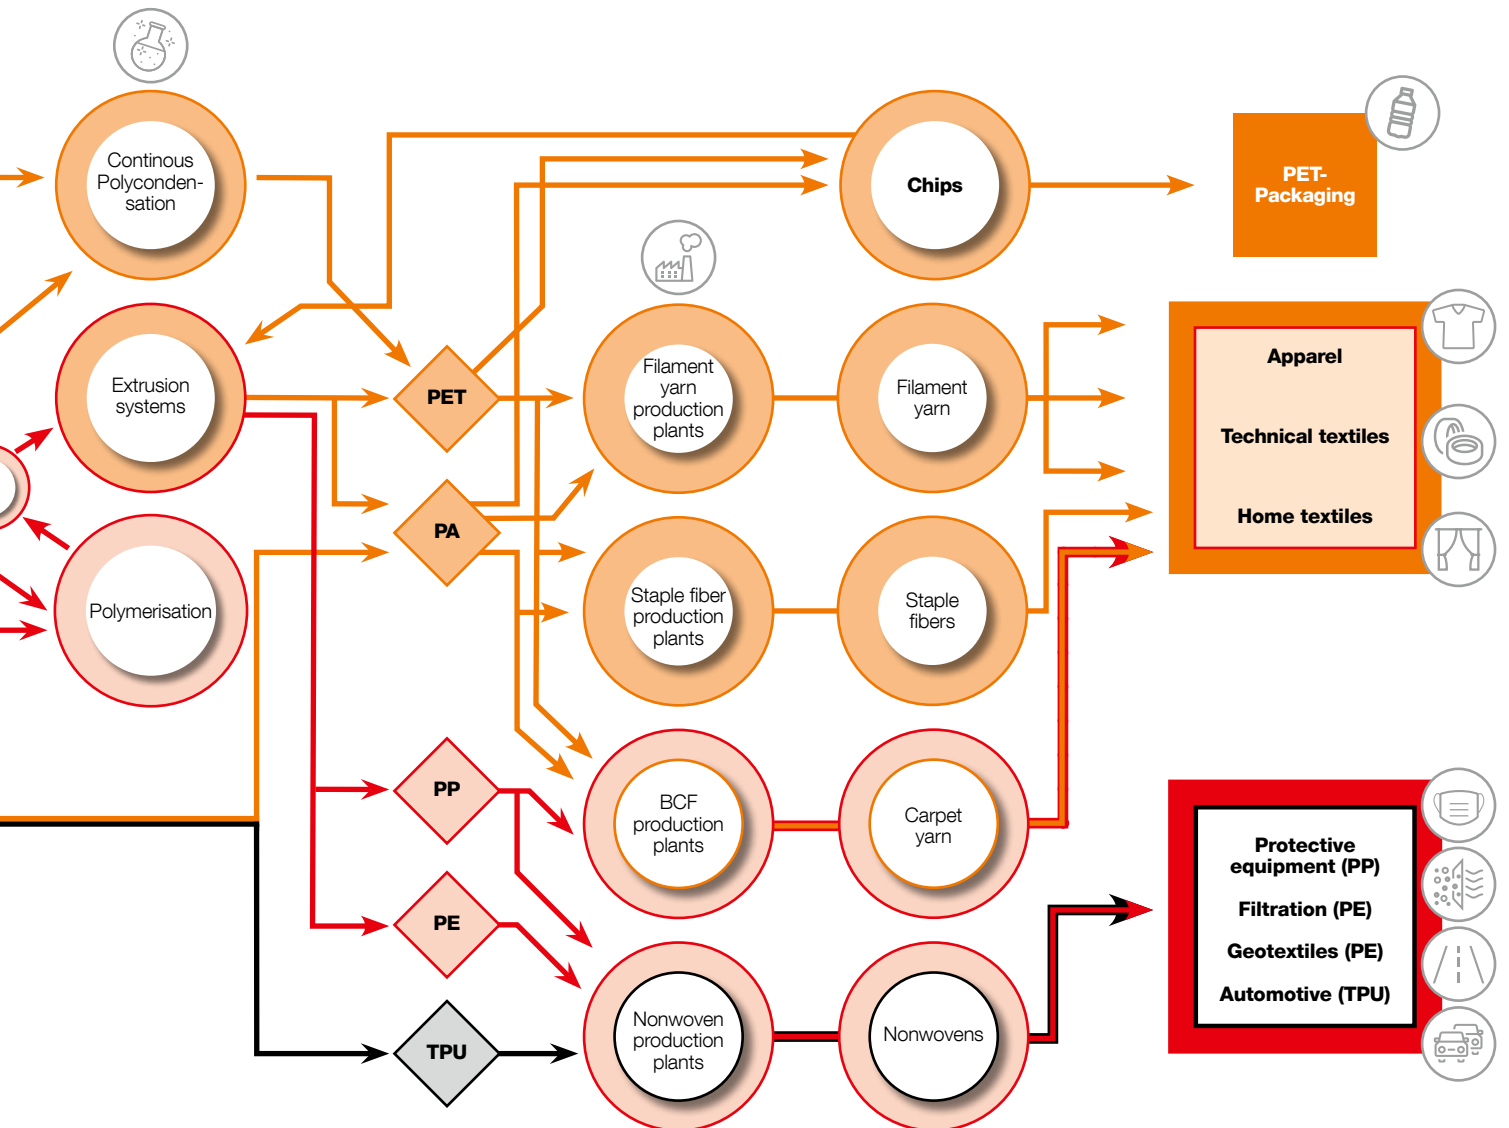 Continous
Polyconden-
sation
Chips
PET-
Packaging
Extrusion
systems
PET
Filament
yarn
production
plants
Filament
yarn
Apparel
Technical textiles
Home textiles
PA
Polymerisation
Staple fiber
production
plants
Staple
fibers
PP
BCF
production
plants
Carpet
yarn
Protective
equipment (PP)
Filtration (PE)
Geotextiles (PE)
Automotive (TPU)
PE
TPU
Nonwoven
production
plants
Nonwovens